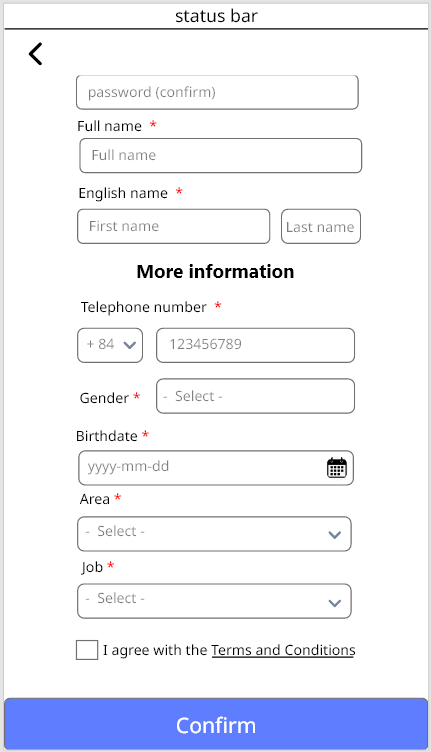 status bar
password (confirm)
Full name *
Full name
English name *
First name Last name
More information
Telephone number *
+ 84 123456789
Gender * - Select -
Birthdate *
yyyy-mm-dd
Area *
- Select -
Job *
- Select -
I agree with the Terms and Conditions
Confirm